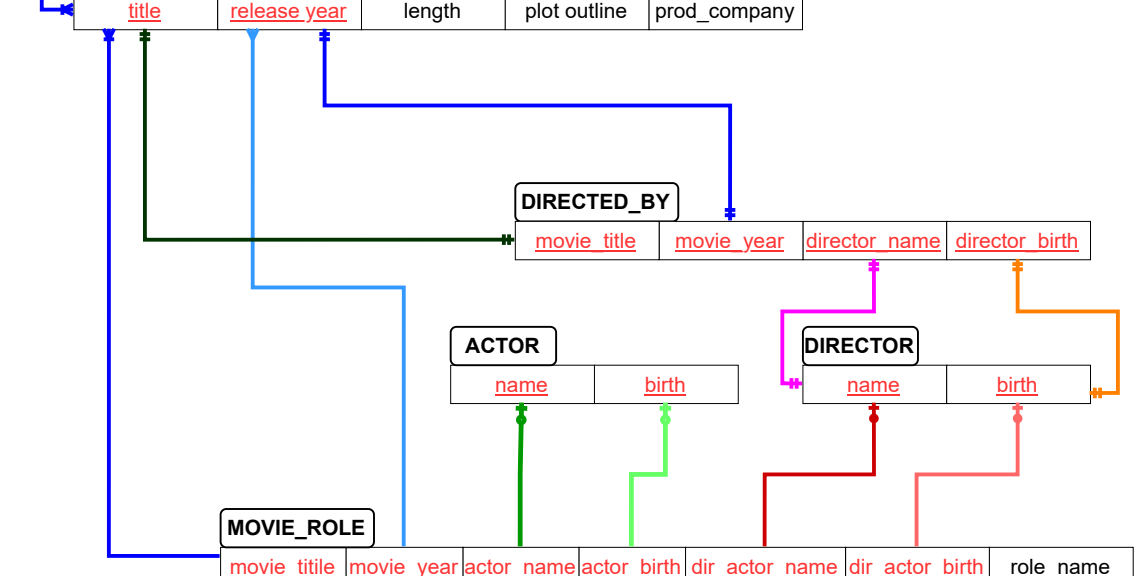 title release year length plot outline prod_company
DIRECTED_BY
movie_title movie_year director_name director_birth
ACTOR DIRECTOR
name birth name birth
MOVIE_ROLE
movie_titile movie_year actor_name actor_birth dir_actor_name dir_actor_birth role_name